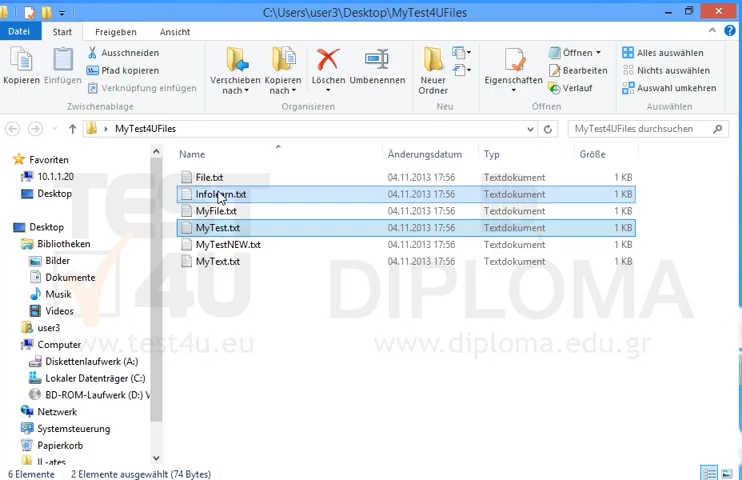 C:\Users\user3\Desktop\MyTest4UFiles
Datei Start Freigeben Ansicht
Kopieren Einfügen Ausschneiden Pfad kopieren Verknüpfung einfügen
Zwischenablage
Verschieben nach Kopieren nach Löschen Umbenennen
Organisieren
Neuer Ordner
Neu
Eigenschaften Öffnen Bearbeiten Verlauf
Öffnen
Alles auswählen Nichts auswählen Auswahl umkehren
Auswählen
MyTest4UFiles
MyTest4UFiles durchsuchen
Name Änderungsdatum Typ Größe
File.txt 04.11.2013 17:56 Textdokument 1 KB
Infolearn.txt 04.11.2013 17:56 Textdokument 1 KB
MyFile.txt 04.11.2013 17:56 Textdokument 1 KB
MyTest.txt 04.11.2013 17:56 Textdokument 1 KB
MyTestNEW.txt 04.11.2013 17:56 Textdokument 1 KB
MyText.txt 04.11.2013 17:56 Textdokument 1 KB
Favoriten
10.1.1.20
Desktop
Desktop
Bibliotheken
Bilder
Dokumente
Musik
Videos
user3
Computer
Diskettenlaufwerk (A:)
Lokaler Datenträger (C:)
BD-ROM-Laufwerk (D:) V
Netzwerk
Systemsteuerung
Papierkorb
TEST
4U
DIPLOMA
www.test4u.eu
www.diploma.edu.gr
6 Elemente 2 Elemente ausgewählt (74 Bytes)